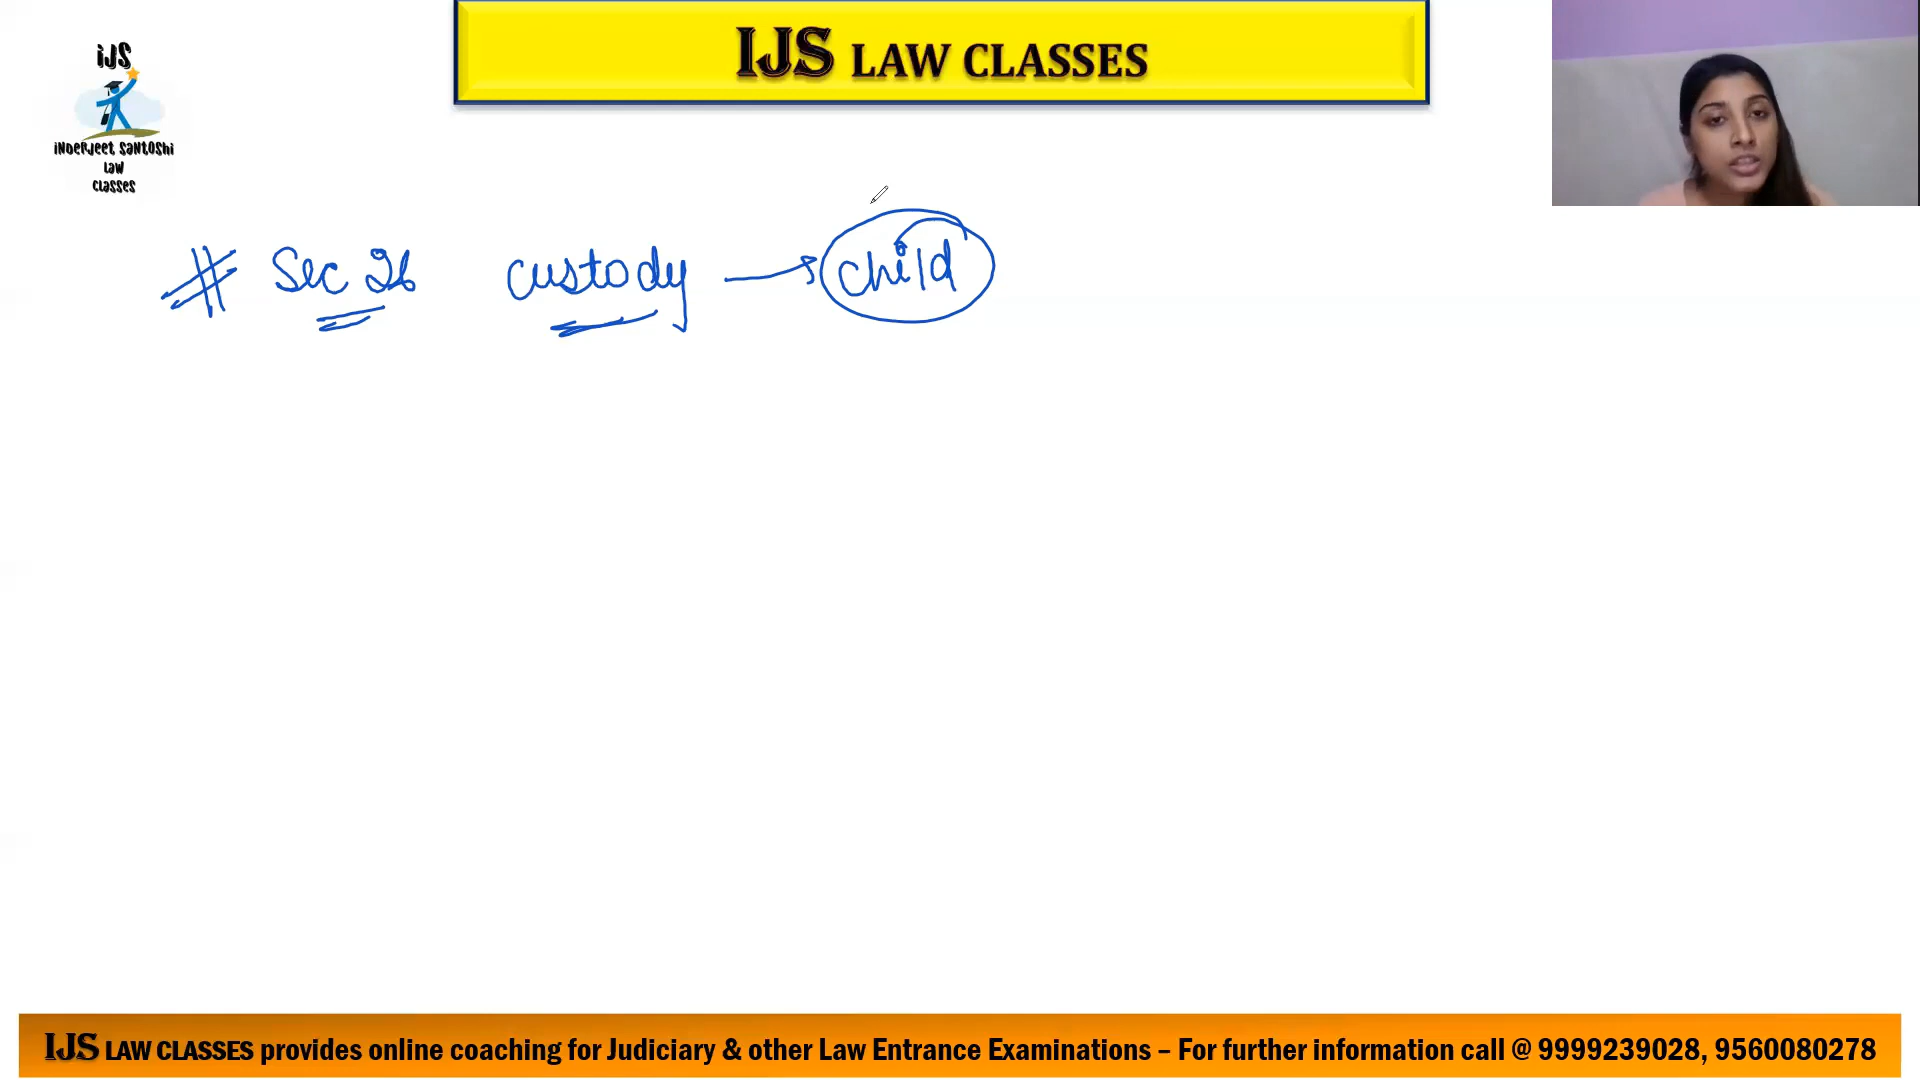 IJS LAW CLASSES
iJS
iNDERJEET SANTOSHi
LAW
CLASSES
# Sec 26 custody → child
IJS LAW CLASSES provides online coaching for Judiciary & other Law Entrance Examinations – For further information call @ 9999239028, 9560080278